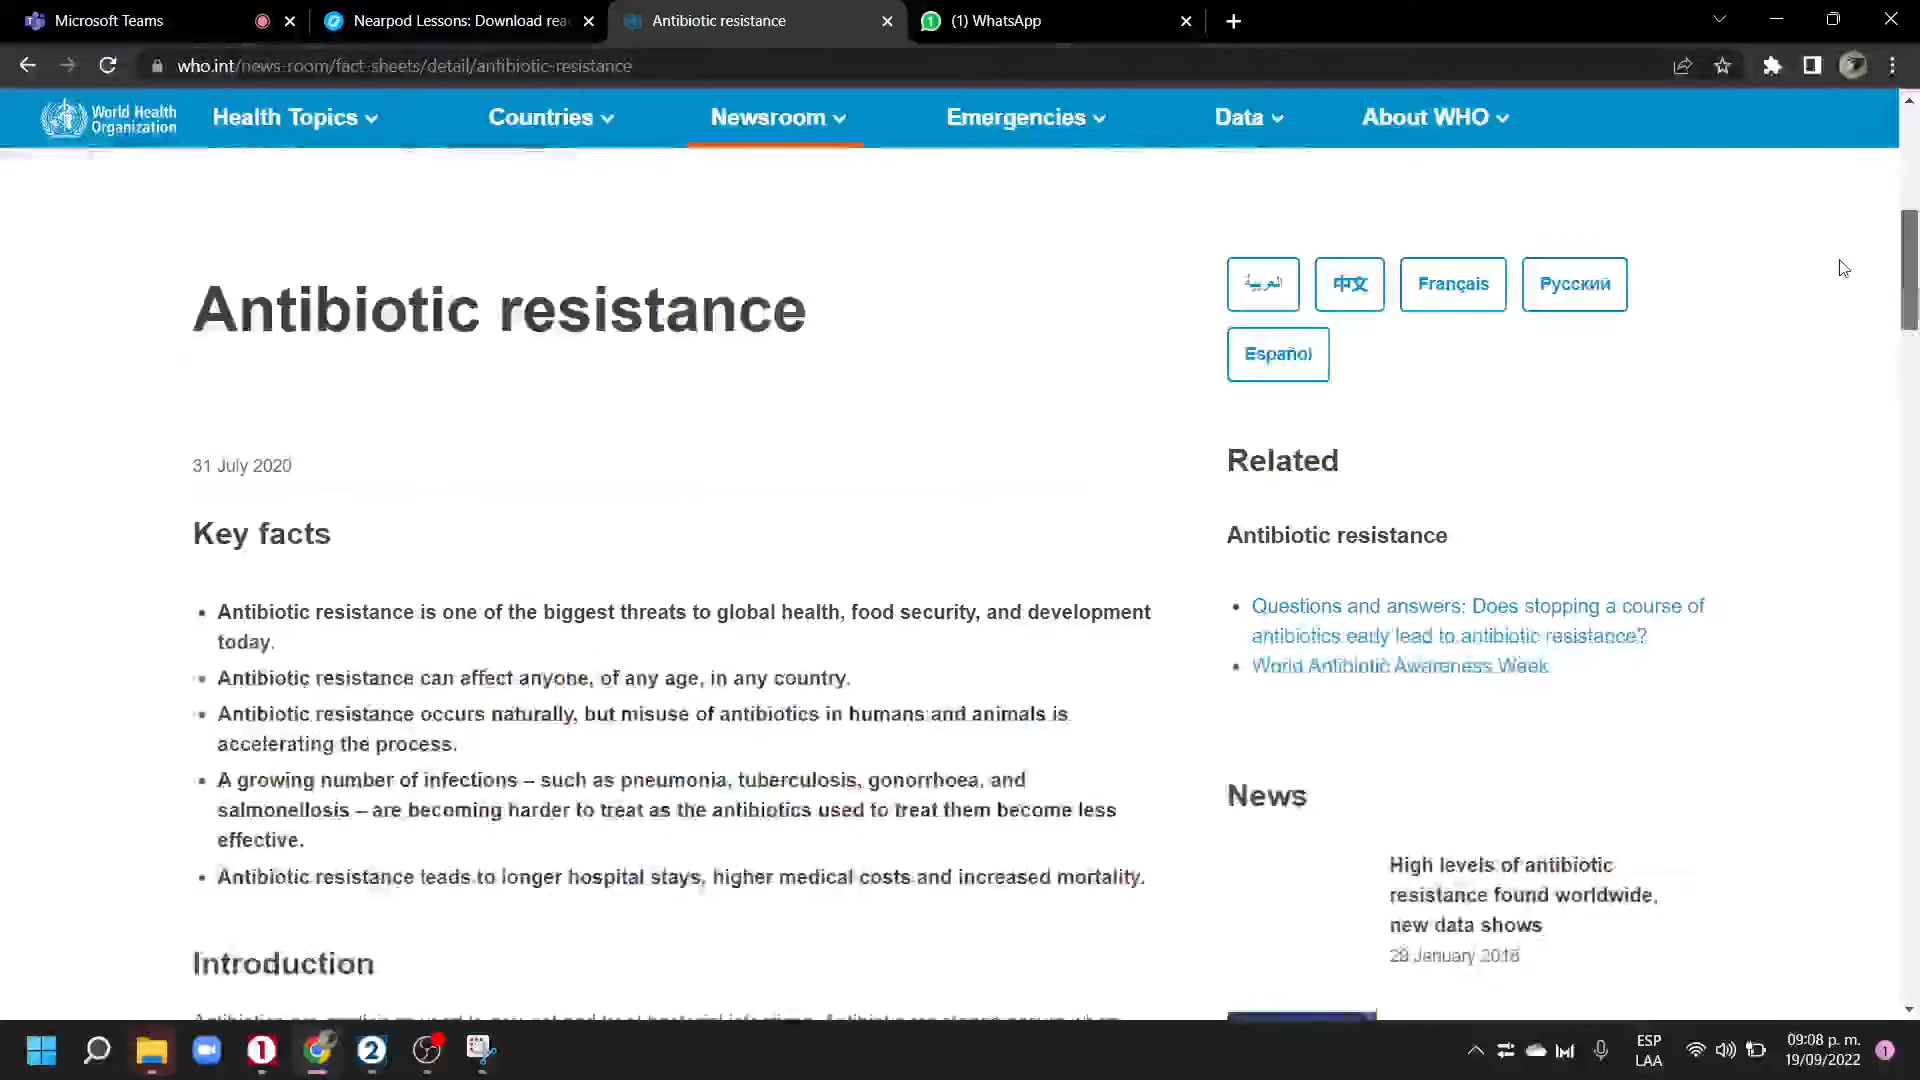 Microsoft Teams
Nearpod Lessons: Download rea
Antibiotic resistance
(1) WhatsApp
who.int/news-room/fact-sheets/detail/antibiotic-resistance
World Health
Organization
Health Topics
Countries
Newsroom
Emergencies
Data
About WHO
Antibiotic resistance
العربية
中文
Français
Русский
Español
31 July 2020
Key facts
• Antibiotic resistance is one of the biggest threats to global health, food security, and development
today.
• Antibiotic resistance can affect anyone, of any age, in any country.
• Antibiotic resistance occurs naturally, but misuse of antibiotics in humans and animals is
accelerating the process.
• A growing number of infections – such as pneumonia, tuberculosis, gonorrhoea, and
salmonellosis – are becoming harder to treat as the antibiotics used to treat them become less
effective.
• Antibiotic resistance leads to longer hospital stays, higher medical costs and increased mortality.
Introduction
Related
Antibiotic resistance
• Questions and answers: Does stopping a course of
antibiotics early lead to antibiotic resistance?
• World Antibiotic Awareness Week
News
High levels of antibiotic
resistance found worldwide,
new data shows
January 2018
ESP
LAA
09:08 p. m.
19/09/2022
1